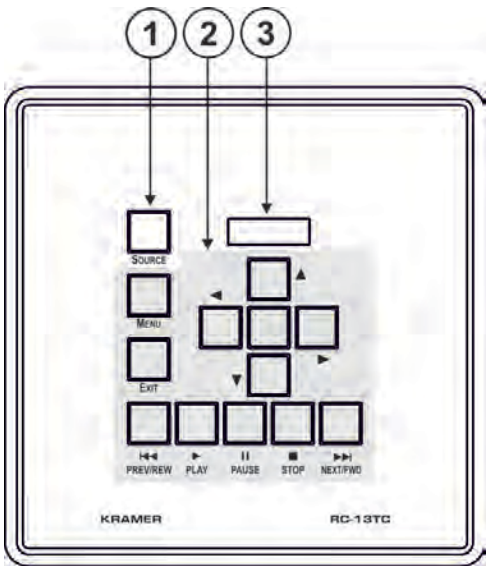 1 2 3
SOURCE
MENU
EXIT
PREV/REW PLAY PAUSE STOP NEXT/FWD
KRAMER RC-13TC